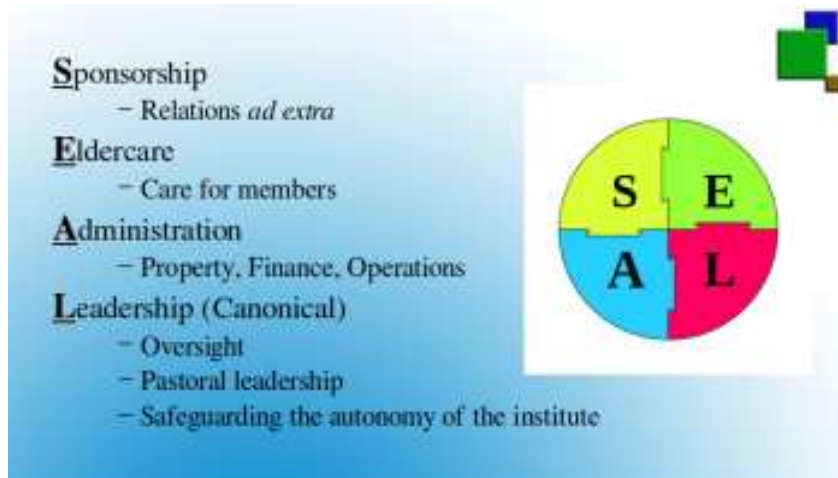 Sponsorship
– Relations ad extra
Eldercare
– Care for members
Administration
– Property, Finance, Operations
Leadership (Canonical)
– Oversight
– Pastoral leadership
– Safeguarding the autonomy of the institute
S E
A L